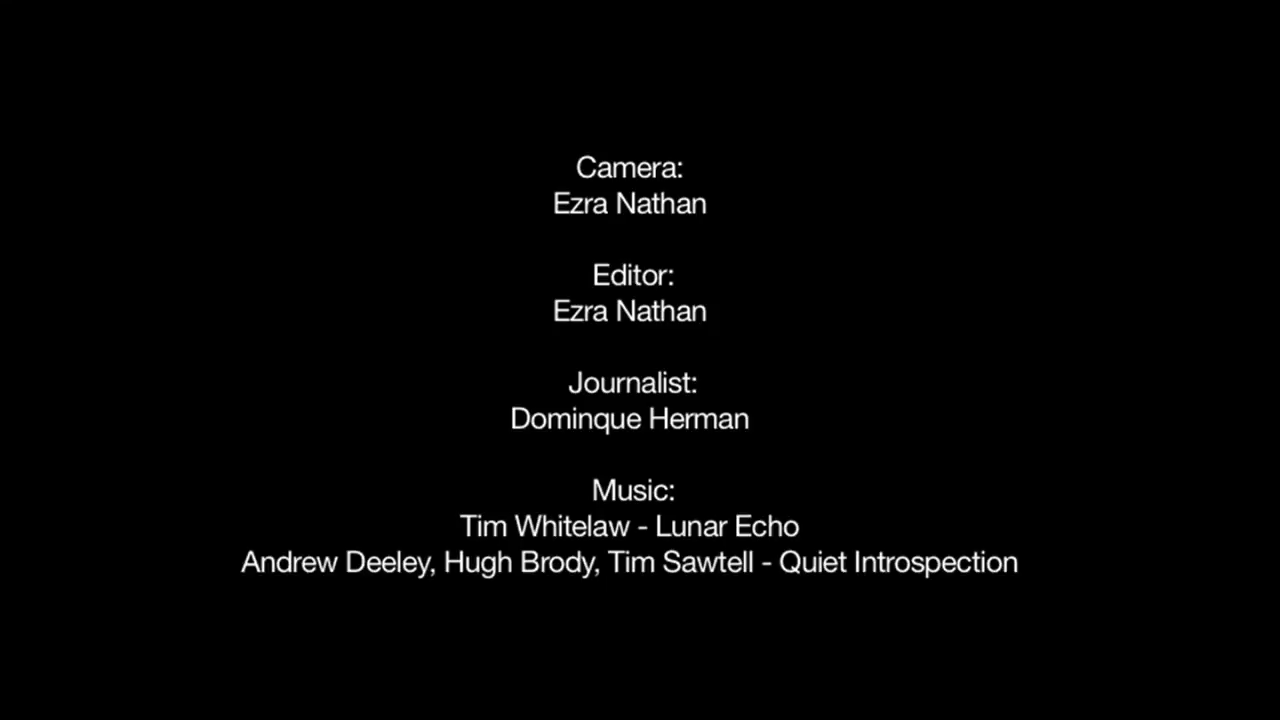 Camera:
Ezra Nathan
Editor:
Ezra Nathan
Journalist:
Dominque Herman
Music:
Tim Whitelaw - Lunar Echo
Andrew Deeley, Hugh Brody, Tim Sawtell - Quiet Introspection